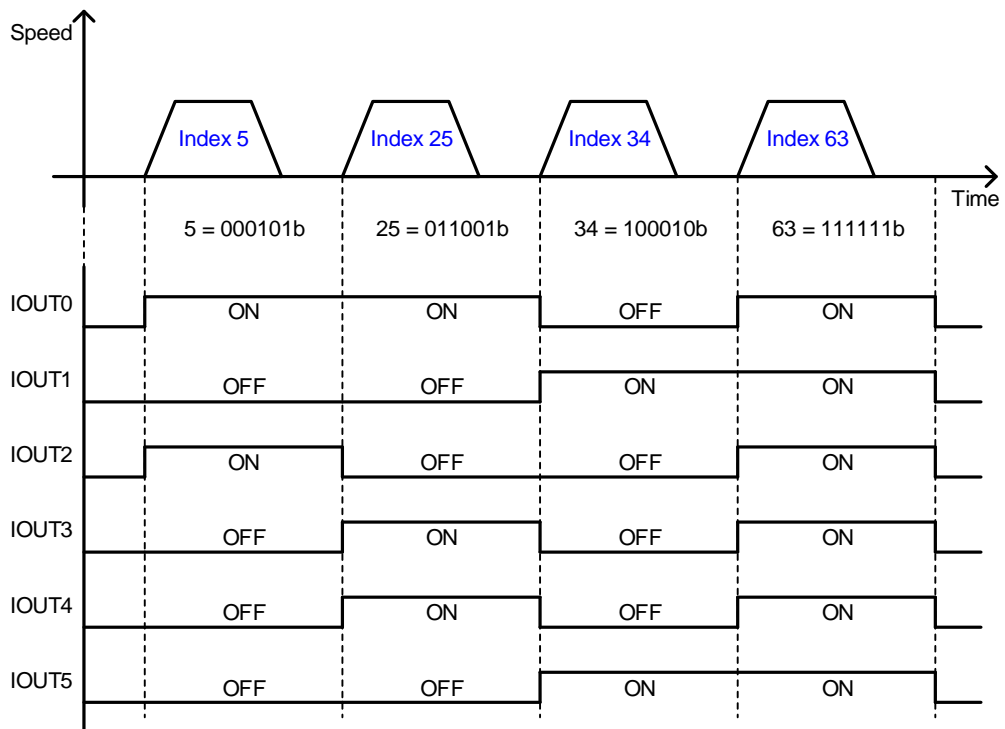 Speed
Index 5 Index 25 Index 34 Index 63
Time
5 = 000101b 25 = 011001b 34 = 100010b 63 = 111111b
IOUT0 ON ON OFF ON
IOUT1 OFF OFF ON ON
IOUT2 ON OFF OFF ON
IOUT3 OFF ON OFF ON
IOUT4 OFF ON OFF ON
IOUT5 OFF OFF ON ON